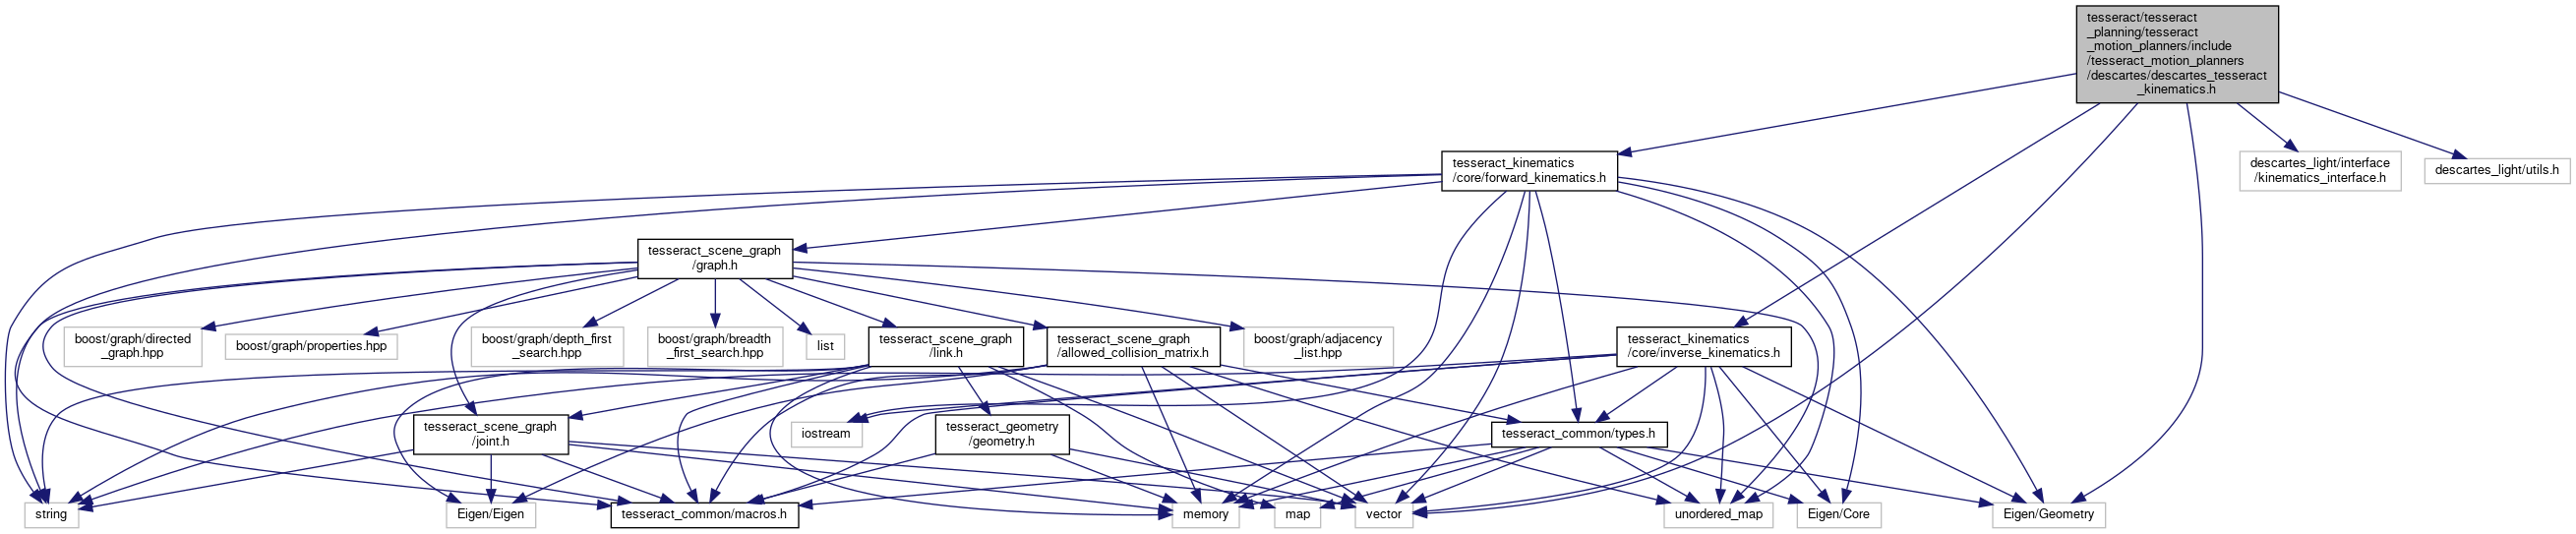 tesseract/tesseract
_planning/tesseract
_motion_planners/include
/tesseract_motion_planners
/descartes/descartes_tesseract
_kinematics.h
tesseract_kinematics
/core/forward_kinematics.h
descartes_light/interface
/kinematics_interface.h
descartes_light/utils.h
tesseract_scene_graph
/graph.h
boost/graph/directed
_graph.hpp
boost/graph/properties.hpp
boost/graph/depth_first
_search.hpp
boost/graph/breadth
_first_search.hpp
list
tesseract_scene_graph
/link.h
tesseract_scene_graph
/allowed_collision_matrix.h
boost/graph/adjacency
_list.hpp
tesseract_kinematics
/core/inverse_kinematics.h
tesseract_scene_graph
/joint.h
iostream
tesseract_geometry
/geometry.h
tesseract_common/types.h
string
Eigen/Eigen
tesseract_common/macros.h
memory
map
vector
unordered_map
Eigen/Core
Eigen/Geometry